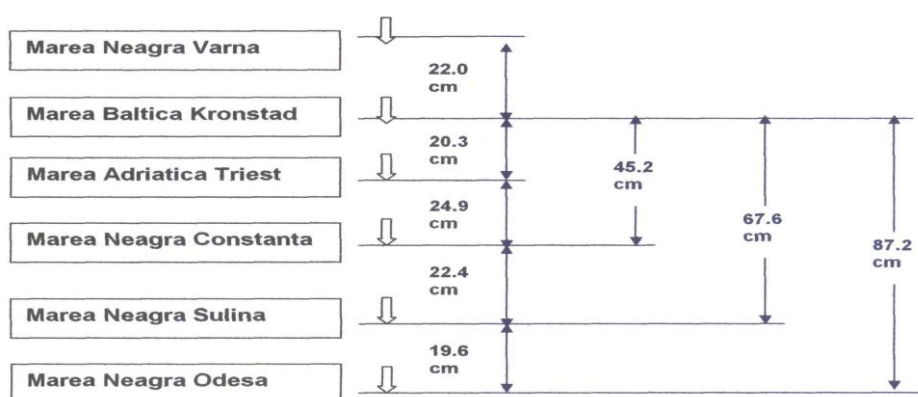 Marea Neagra Varna
22.0
cm
Marea Baltica Kronstad
20.3
cm
Marea Adriatica Triest
45.2
cm
24.9
cm
Marea Neagra Constanta
67.6
cm
87.2
cm
22.4
cm
Marea Neagra Sulina
19.6
cm
Marea Neagra Odesa